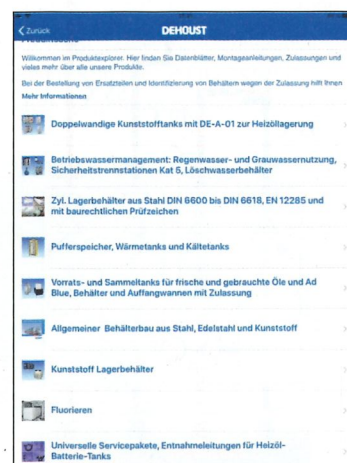 Zurück
DEHOUST
Willkommen im Produktexplorer. Hier finden Sie Datenblätter, Montageanleitungen, Zulassungen und
vieles mehr über alle unsere Produkte.
Bei der Bestellung von Ersatzteilen und Identifizierung von Behältern wegen der Zulassung hilft Ihnen
Mehr Informationen
Doppelwandige Kunststofftanks mit DE-A-01 zur Heizöllagerung
Betriebswassermanagement: Regenwasser- und Grauwassernutzung,
Sicherheitstrennstationen Kat 5, Löschwasserbehälter
Zyl. Lagerbehälter aus Stahl DIN 6600 bis DIN 6618, EN 12285 und
mit baurechtlichen Prüfzeichen
Pufferspeicher, Wärmetanks und Kältetanks
Vorrats- und Sammeltanks für frische und gebrauchte Öle und Ad
Blue, Behälter und Auffangwannen mit Zulassung
Allgemeiner Behälterbau aus Stahl, Edelstahl und Kunststoff
Kunststoff Lagerbehälter
Fluorieren
Universelle Servicepakete, Entnahmeleitungen für Heizöl-
Batterie-Tanks